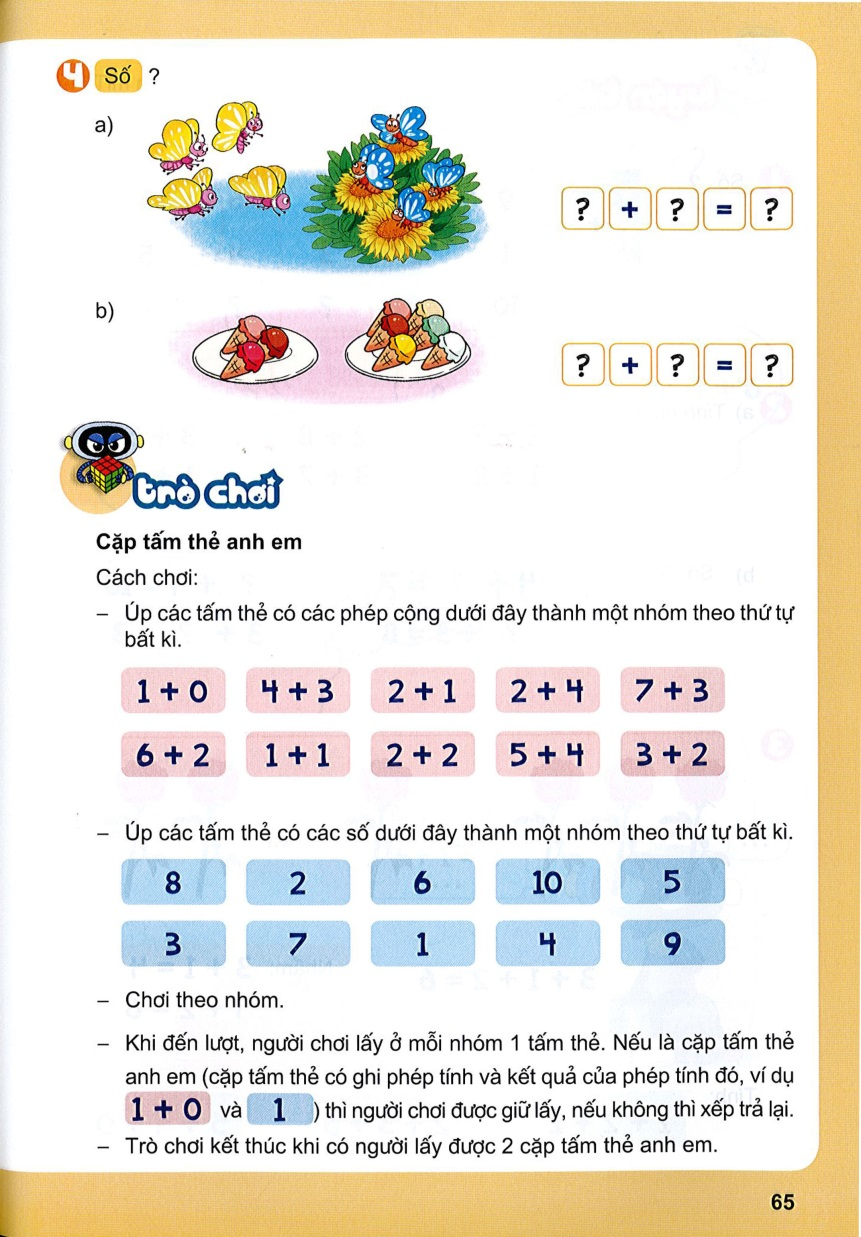 4 Số ?
a)
? + ? = ?
b)
? + ? = ?
trò chơi
Cặp tấm thẻ anh em
Cách chơi:
– Úp các tấm thẻ có các phép cộng dưới đây thành một nhóm theo thứ tự
bất kì.
1 + 0 4 + 3 2 + 1 2 + 4 7 + 3
6 + 2 1 + 1 2 + 2 5 + 4 3 + 2
– Úp các tấm thẻ có các số dưới đây thành một nhóm theo thứ tự bất kì.
8 2 6 10 5
3 7 1 4 9
– Chơi theo nhóm.
– Khi đến lượt, người chơi lấy ở mỗi nhóm 1 tấm thẻ. Nếu là cặp tấm thẻ
anh em (cặp tấm thẻ có ghi phép tính và kết quả của phép tính đó, ví dụ
1 + 0 và 1 ) thì người chơi được giữ lấy, nếu không thì xếp trả lại.
– Trò chơi kết thúc khi có người lấy được 2 cặp tấm thẻ anh em.
65